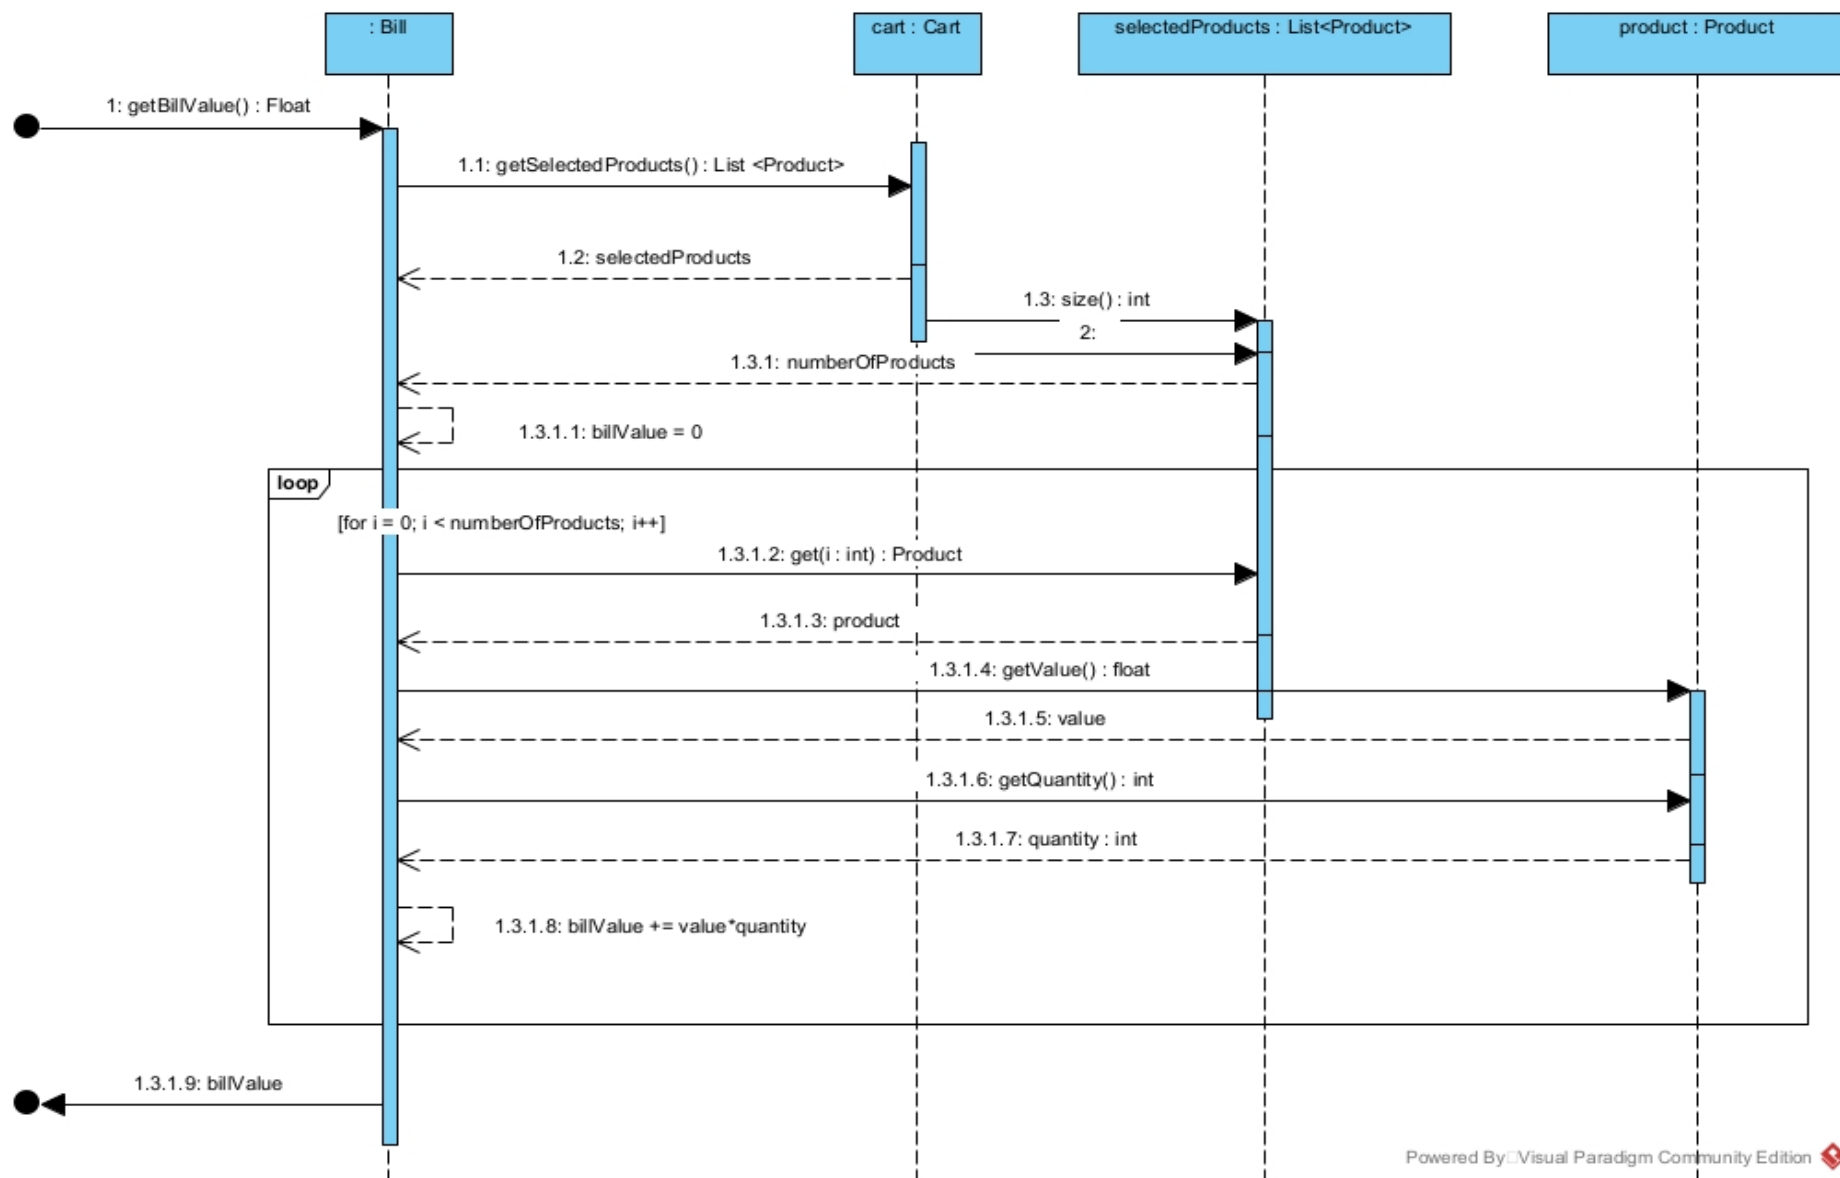 : Bill
cart : Cart
selectedProducts : List<Product>
product : Product
1: getBillValue() : Float
1.1: getSelectedProducts() : List <Product>
1.2: selectedProducts
1.3: size() : int
2:
1.3.1: numberOfProducts
1.3.1.1: billValue = 0
loop
[for i = 0; i < numberOfProducts; i++]
1.3.1.2: get(i : int) : Product
1.3.1.3: product
1.3.1.4: getValue() : float
1.3.1.5: value
1.3.1.6: getQuantity() : int
1.3.1.7: quantity : int
1.3.1.8: billValue += value*quantity
1.3.1.9: billValue
Powered By□Visual Paradigm Community Edition